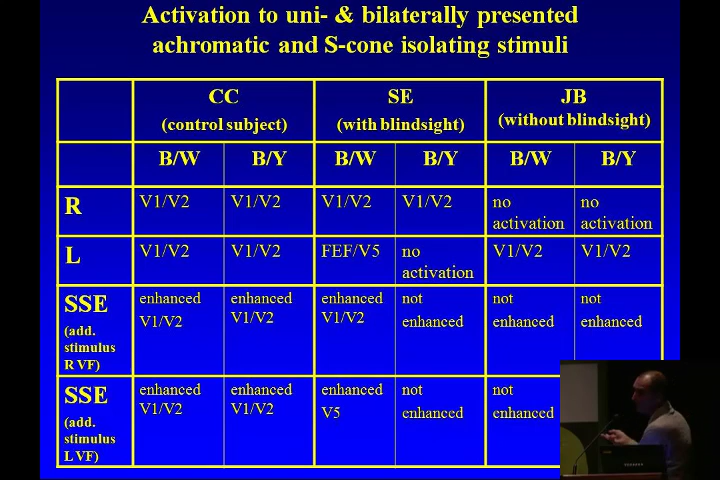 Activation to uni- & bilaterally presented
achromatic and S-cone isolating stimuli
CC
(control subject)
SE
(with blindsight)
JB
(without blindsight)
B/W B/Y B/W B/Y B/W B/Y
R
V1/V2 V1/V2 V1/V2 V1/V2 no activation no activation
L
V1/V2 V1/V2 FEF/V5 no activation V1/V2 V1/V2
SSE
(add.
stimulus
R VF)
enhanced V1/V2 enhanced V1/V2 enhanced V1/V2 not enhanced not enhanced not enhanced
SSE
(add.
stimulus
L VF)
enhanced V1/V2 enhanced V1/V2 enhanced V5 not enhanced not enhanced